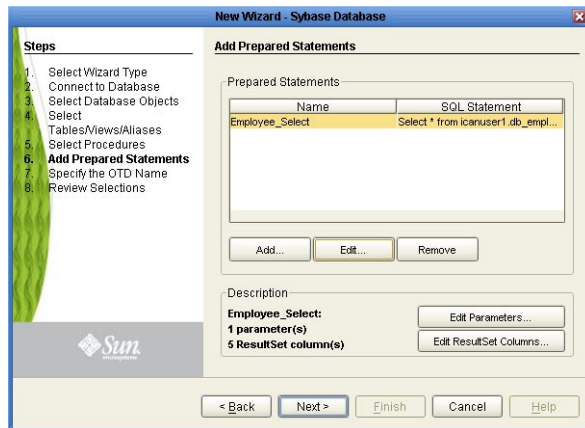 New Wizard - Sybase Database
Steps
1. Select Wizard Type
2. Connect to Database
3. Select Database Objects
4. Select
Tables/Views/Aliases
5. Select Procedures
6. Add Prepared Statements
7. Specify the OTD Name
8. Review Selections
Sun
microsystems
Add Prepared Statements
Prepared Statements
Name SQL Statement
Employee_Select Select * from icanuser1.db_empl...
Add... Edit... Remove
Description
Employee_Select:
1 parameter(s)
5 ResultSet column(s)
Edit Parameters...
Edit ResultSet Columns...
< Back Next > Finish Cancel Help